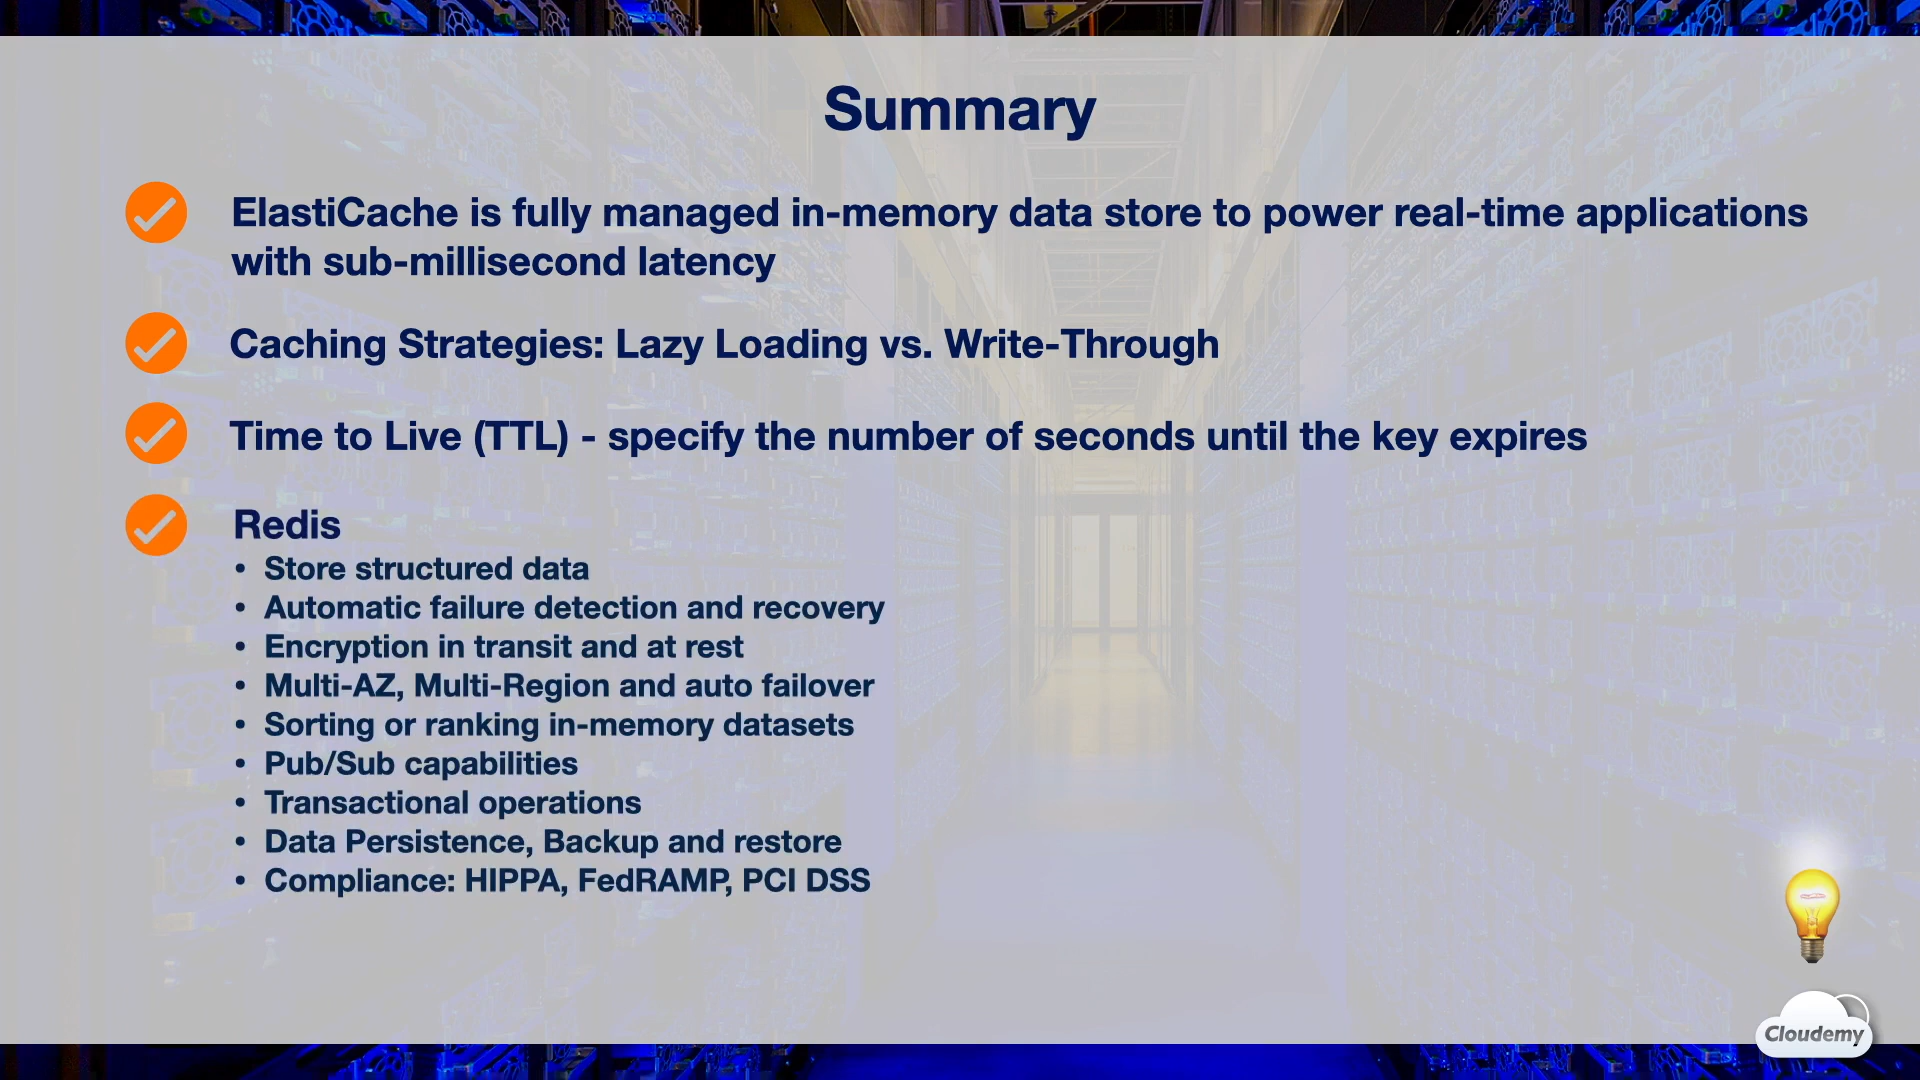 Summary
ElastiCache is fully managed in-memory data store to power real-time applications
with sub-millisecond latency
Caching Strategies: Lazy Loading vs. Write-Through
Time to Live (TTL) - specify the number of seconds until the key expires
Redis
• Store structured data
• Automatic failure detection and recovery
• Encryption in transit and at rest
• Multi-AZ, Multi-Region and auto failover
• Sorting or ranking in-memory datasets
• Pub/Sub capabilities
• Transactional operations
• Data Persistence, Backup and restore
• Compliance: HIPPA, FedRAMP, PCI DSS
Cloudemy